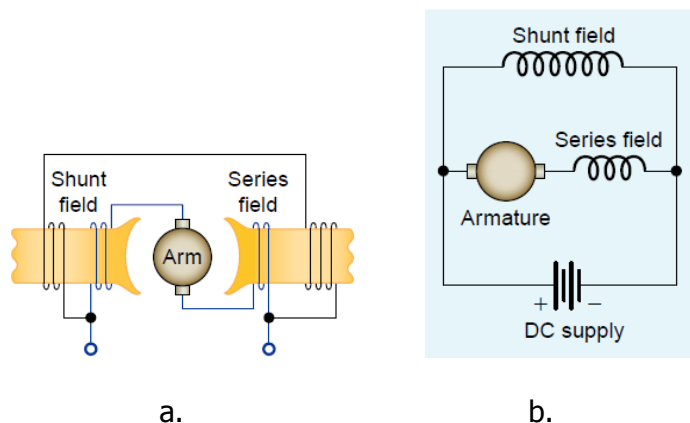 Shunt
field
Series
field
Arm
a.
Shunt field
Series field
Armature
+ −
DC supply
b.